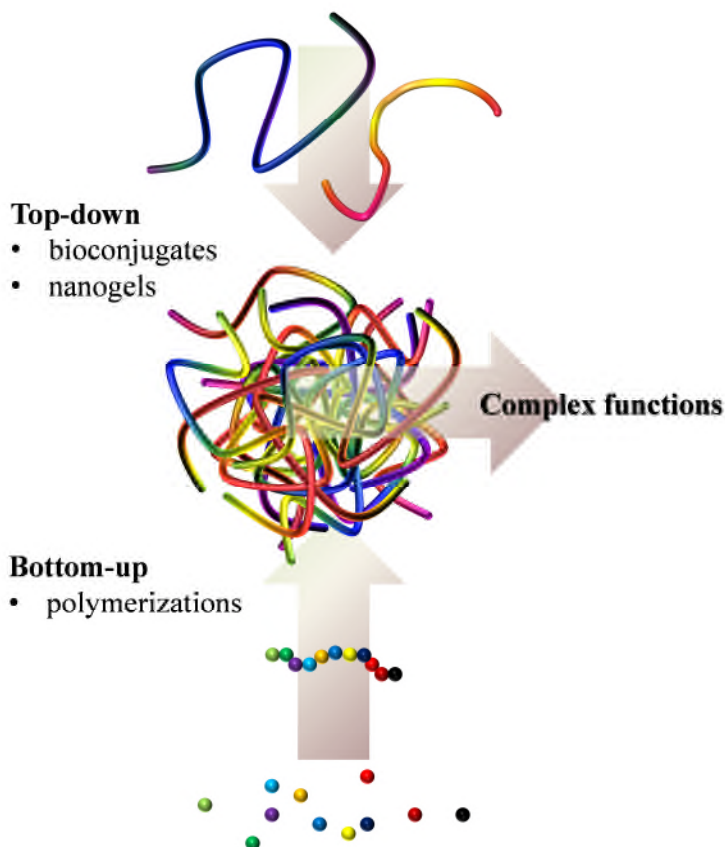 Top-down
• bioconjugates
• nanogels
Complex functions
Bottom-up
• polymerizations